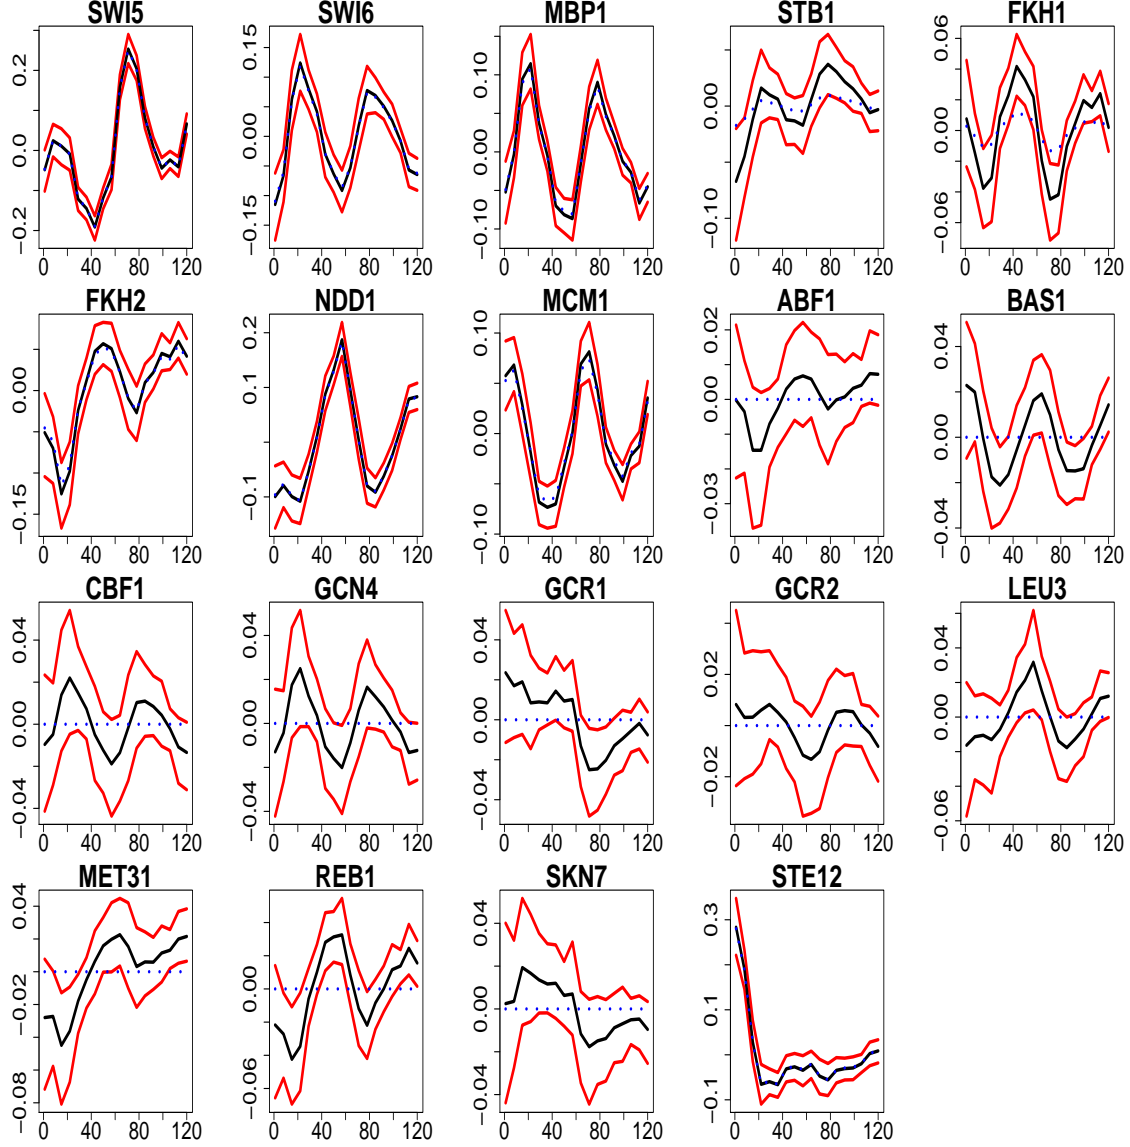 SWI5 SWI6 MBP1 STB1 FKH1
0.2 0.0 −0.2 0.15 0.00 −0.15 0.10 0.00 −0.10 0.00 −0.10 0.06 0.00 −0.06
0 40 80 120 0 40 80 120 0 40 80 120 0 40 80 120 0 40 80 120
FKH2 NDD1 MCM1 ABF1 BAS1
0.00 −0.15 0.2 0.1 −0.1 0.10 0.00 −0.10 0.02 0.00 −0.03 0.04 0.00 −0.04
0 40 80 120 0 40 80 120 0 40 80 120 0 40 80 120 0 40 80 120
CBF1 GCN4 GCR1 GCR2 LEU3
0.04 0.00 −0.04 0.04 0.00 −0.04 0.04 0.00 −0.04 0.02 −0.02 0.04 0.00 −0.06
0 40 80 120 0 40 80 120 0 40 80 120 0 40 80 120 0 40 80 120
MET31 REB1 SKN7 STE12
0.04 −0.02 −0.08 0.00 −0.06 0.04 0.00 −0.04 0.3 0.1 −0.1
0 40 80 120 0 40 80 120 0 40 80 120 0 40 80 120